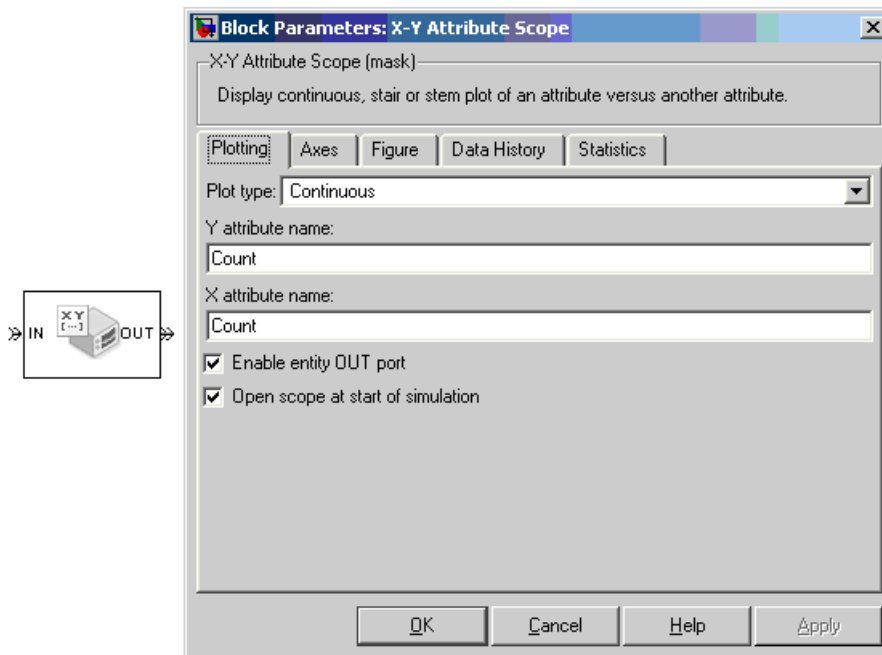 Block Parameters: X-Y Attribute Scope
X-Y Attribute Scope (mask)
Display continuous, stair or stem plot of an attribute versus another attribute.
Plotting Axes Figure Data History Statistics
Plot type: Continuous
Y attribute name:
Count
X attribute name:
Count
Enable entity OUT port
Open scope at start of simulation
OK Cancel Help Apply
X Y
[...]
IN OUT